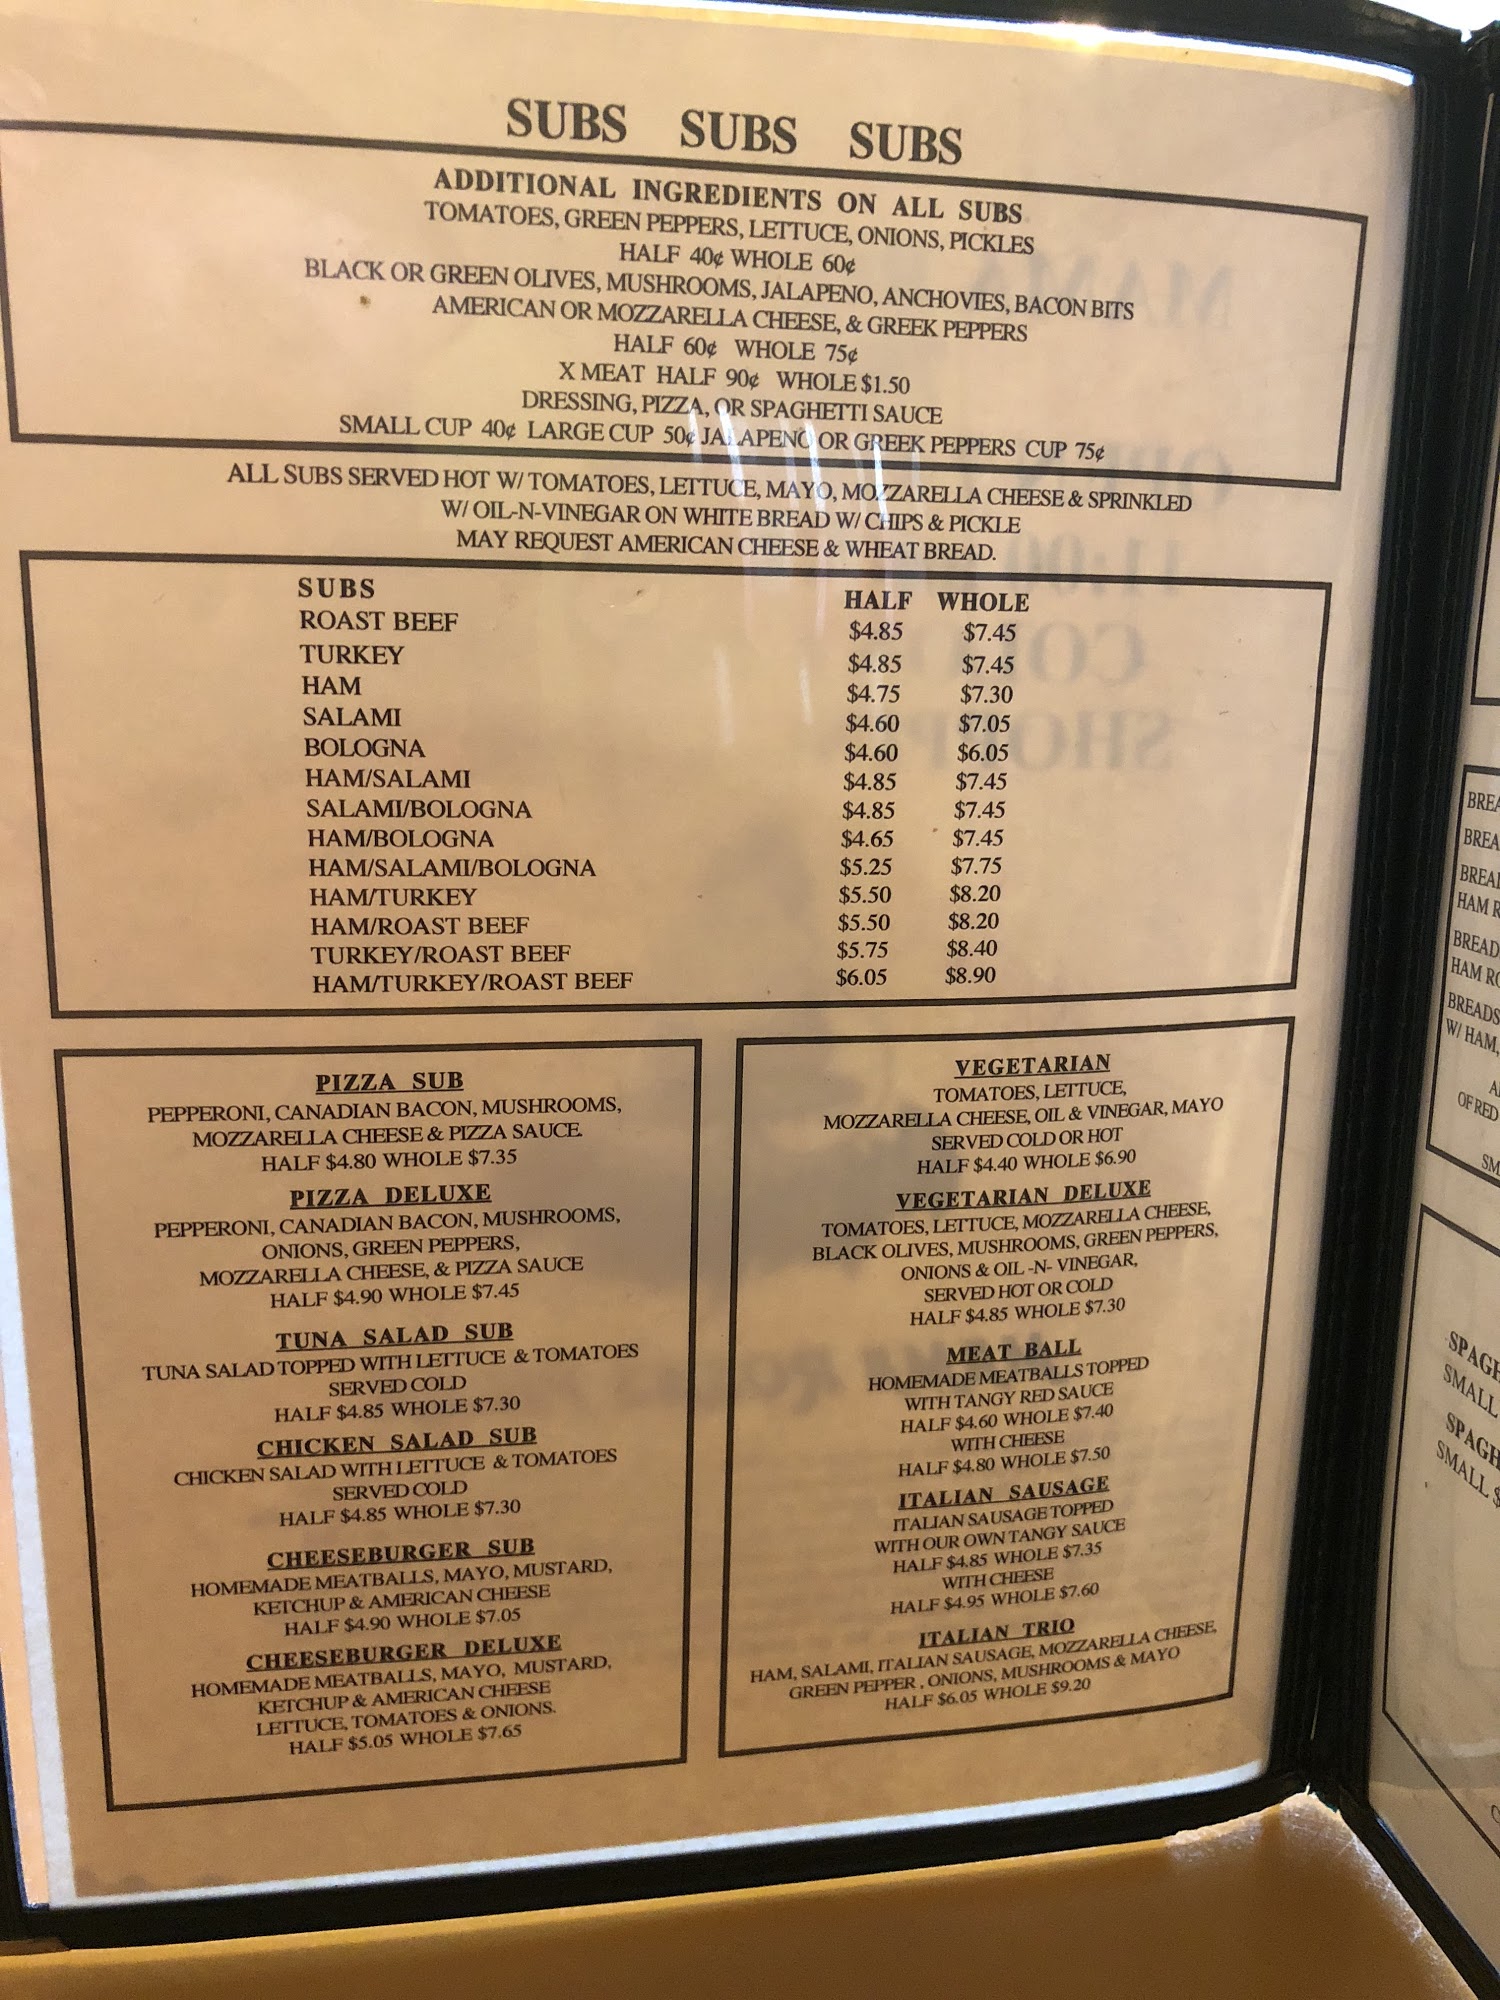 SUBS SUBS SUBS
ADDITIONAL INGREDIENTS ON ALL SUBS
TOMATOES, GREEN PEPPERS, LETTUCE, ONIONS, PICKLES
HALF 40¢ WHOLE 60¢
BLACK OR GREEN OLIVES, MUSHROOMS, JALAPENO, ANCHOVIES, BACON BITS
AMERICAN OR MOZZARELLA CHEESE, & GREEK PEPPERS
HALF 60¢ WHOLE 75¢
X MEAT HALF 90¢ WHOLE $1.50
DRESSING, PIZZA, OR SPAGHETTI SAUCE
SMALL CUP 40¢ LARGE CUP 50¢ JALAPENO OR GREEK PEPPERS CUP 75¢
ALL SUBS SERVED HOT W/ TOMATOES, LETTUCE, MAYO, MOZZARELLA CHEESE & SPRINKLED
W/ OIL-N-VINEGAR ON WHITE BREAD W/ CHIPS & PICKLE
MAY REQUEST AMERICAN CHEESE & WHEAT BREAD.
SUBS HALF WHOLE
ROAST BEEF $4.85 $7.45
TURKEY $4.85 $7.45
HAM $4.75 $7.30
SALAMI $4.60 $7.05
BOLOGNA $4.60 $6.05
HAM/SALAMI $4.85 $7.45
SALAMI/BOLOGNA $4.85 $7.45
HAM/BOLOGNA $4.65 $7.45
HAM/SALAMI/BOLOGNA $5.25 $7.75
HAM/TURKEY $5.50 $8.20
HAM/ROAST BEEF $5.50 $8.20
TURKEY/ROAST BEEF $5.75 $8.40
HAM/TURKEY/ROAST BEEF $6.05 $8.90
PIZZA SUB
PEPPERONI, CANADIAN BACON, MUSHROOMS,
MOZZARELLA CHEESE & PIZZA SAUCE.
HALF $4.80 WHOLE $7.35
PIZZA DELUXE
PEPPERONI, CANADIAN BACON, MUSHROOMS,
ONIONS, GREEN PEPPERS,
MOZZARELLA CHEESE, & PIZZA SAUCE
HALF $4.90 WHOLE $7.45
TUNA SALAD SUB
TUNA SALAD TOPPED WITH LETTUCE & TOMATOES
SERVED COLD
HALF $4.85 WHOLE $7.30
CHICKEN SALAD SUB
CHICKEN SALAD WITH LETTUCE & TOMATOES
SERVED COLD
HALF $4.85 WHOLE $7.30
CHEESEBURGER SUB
HOMEMADE MEATBALLS, MAYO, MUSTARD,
KETCHUP & AMERICAN CHEESE
HALF $4.90 WHOLE $7.05
CHEESEBURGER DELUXE
HOMEMADE MEATBALLS, MAYO, MUSTARD,
KETCHUP & AMERICAN CHEESE
LETTUCE, TOMATOES & ONIONS.
HALF $5.05 WHOLE $7.65
VEGETARIAN
TOMATOES, LETTUCE,
MOZZARELLA CHEESE, OIL & VINEGAR, MAYO
SERVED COLD OR HOT
HALF $4.40 WHOLE $6.90
VEGETARIAN DELUXE
TOMATOES, LETTUCE, MOZZARELLA CHEESE,
BLACK OLIVES, MUSHROOMS, GREEN PEPPERS,
ONIONS & OIL -N- VINEGAR,
SERVED HOT OR COLD
HALF $4.85 WHOLE $7.30
MEAT BALL
HOMEMADE MEATBALLS TOPPED
WITH TANGY RED SAUCE
HALF $4.60 WHOLE $7.40
WITH CHEESE
HALF $4.80 WHOLE $7.50
ITALIAN SAUSAGE
ITALIAN SAUSAGE TOPPED
WITH OUR OWN TANGY SAUCE
HALF $4.85 WHOLE $7.35
WITH CHEESE
HALF $4.95 WHOLE $7.60
ITALIAN TRIO
HAM, SALAMI, ITALIAN SAUSAGE, MOZZARELLA CHEESE,
GREEN PEPPER , ONIONS, MUSHROOMS & MAYO
HALF $6.05 WHOLE $9.20
HAM
BREADS
W/ HAM,
OF RED
SMALL
SMALL